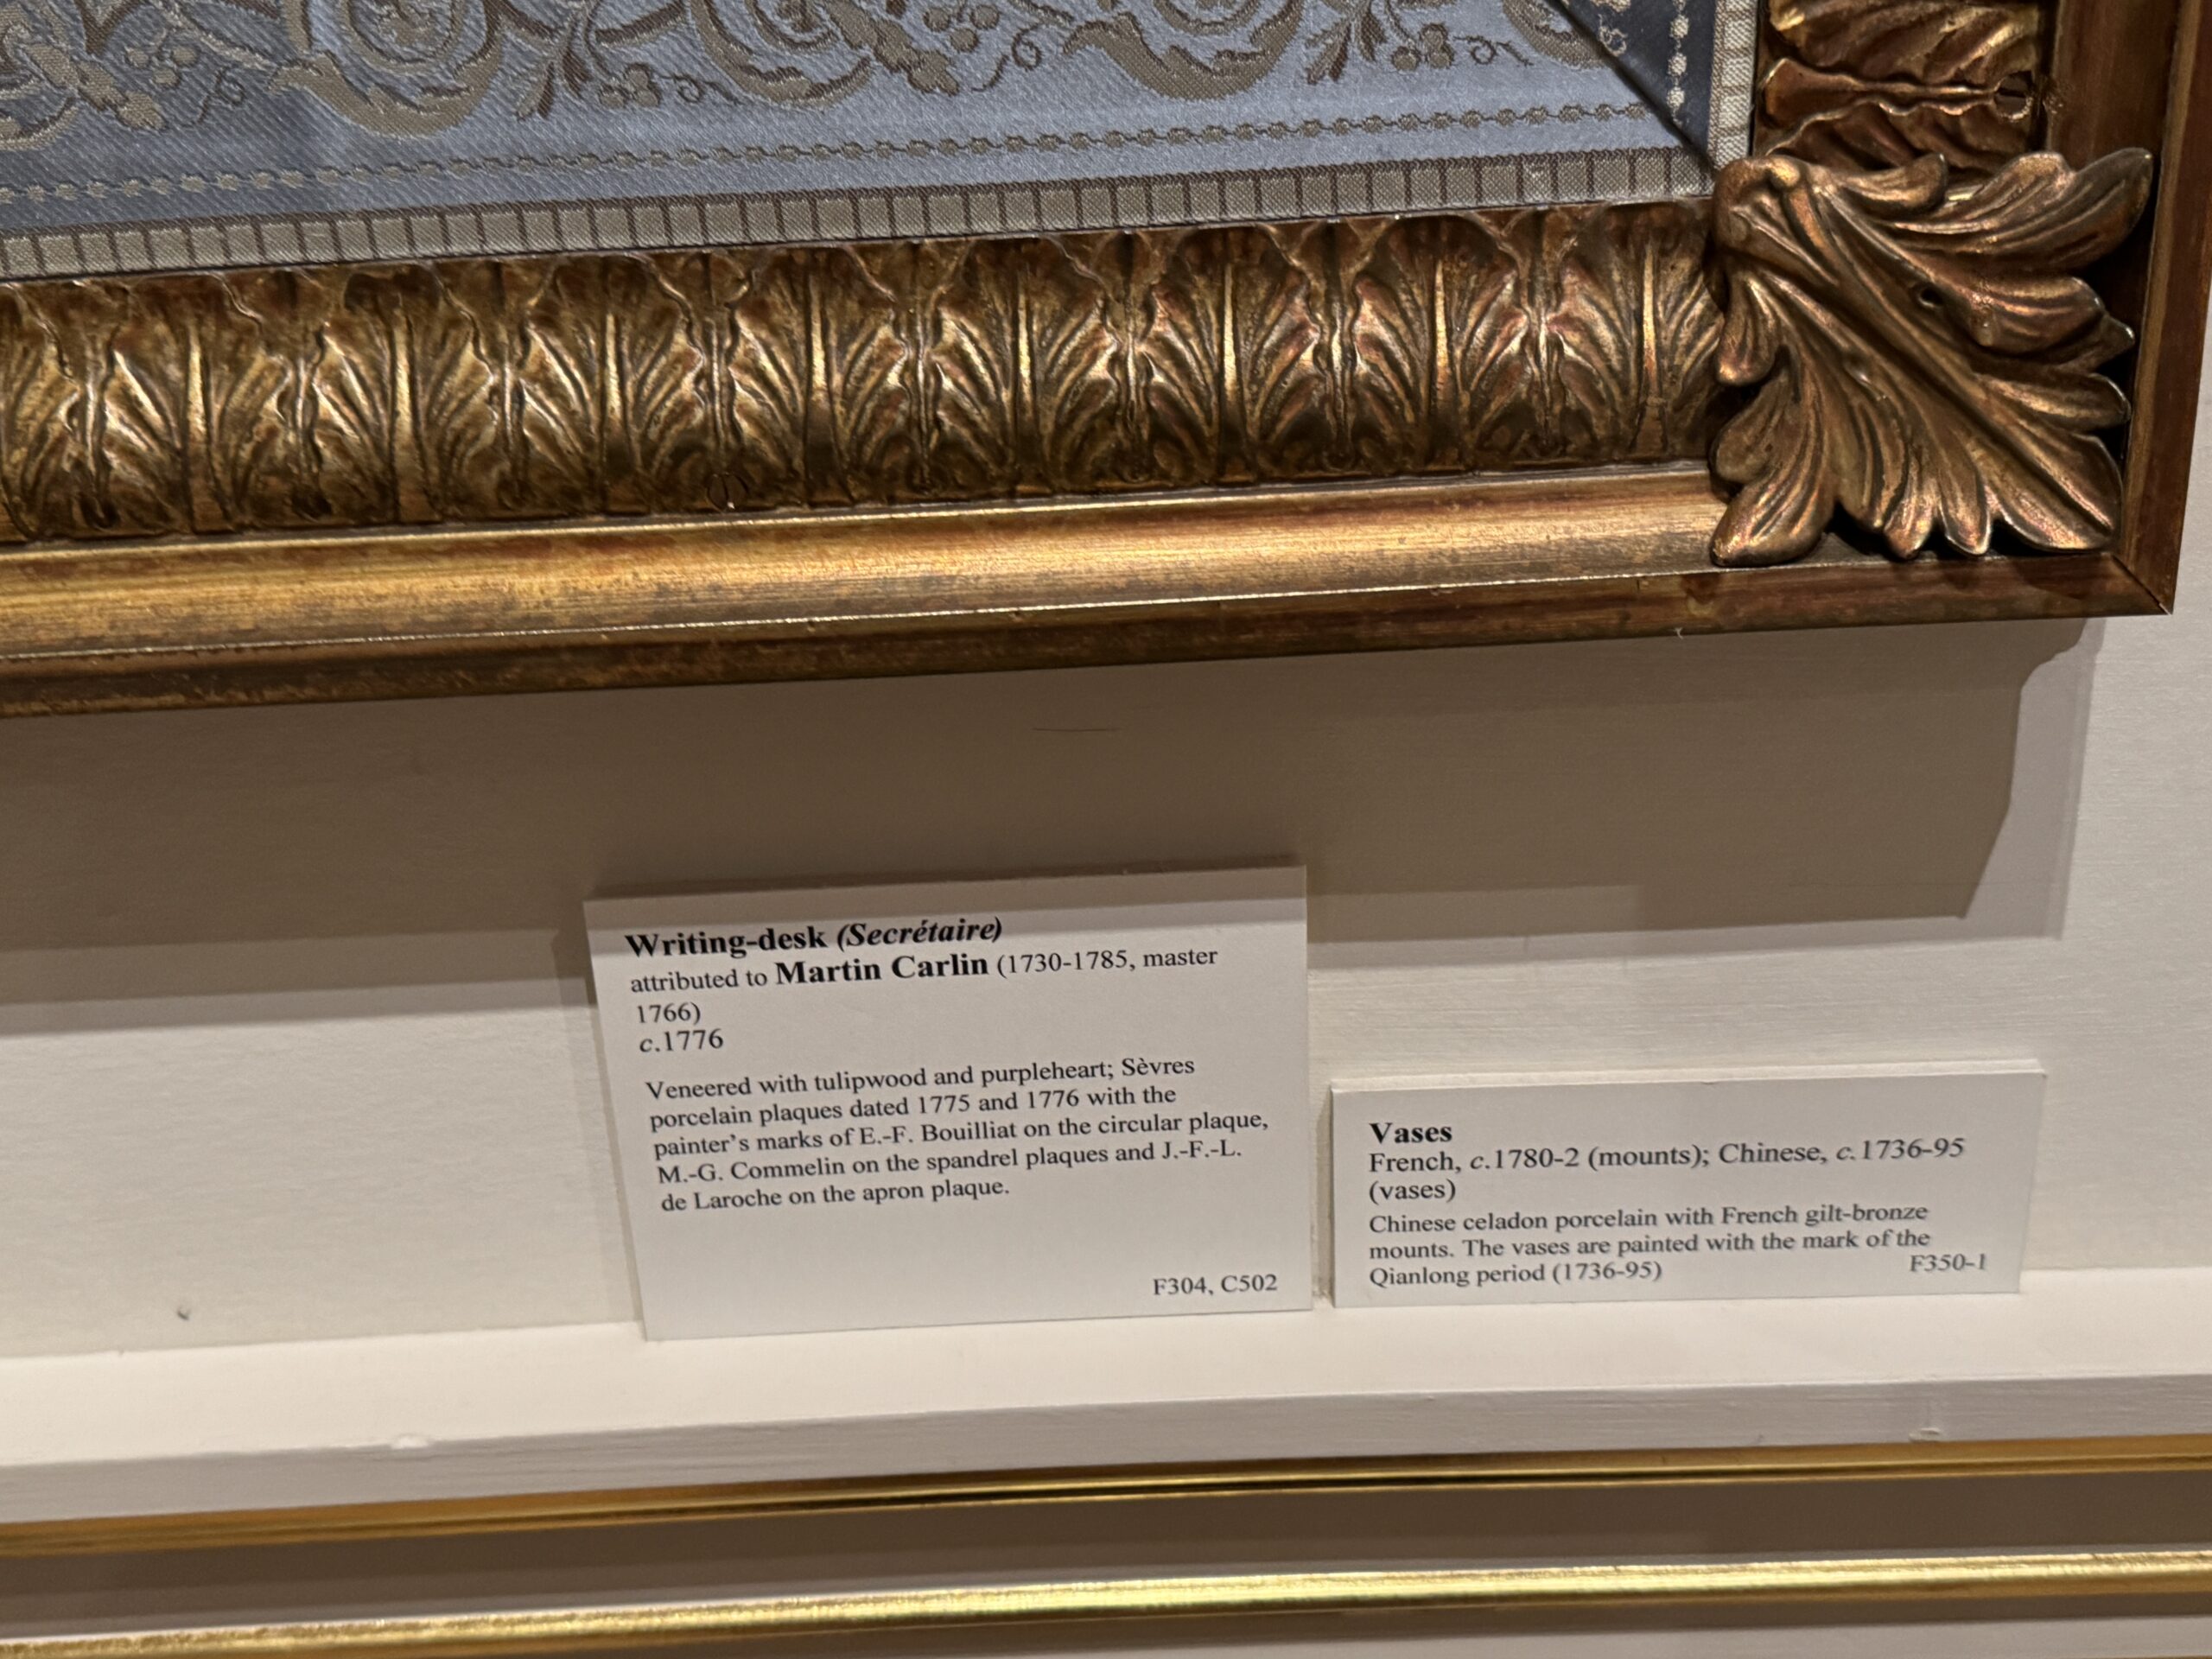 Writing-desk (Secrétaire)
attributed to Martin Carlin (1730-1785, master
1766)
c.1776
Veneered with tulipwood and purpleheart; Sèvres
porcelain plaques dated 1775 and 1776 with the
painter's marks of E.-F. Bouilliat on the circular plaque,
M.-G. Commelin on the spandrel plaques and J.-F.-L.
de Laroche on the apron plaque.
F304, C502
Vases
French, c.1780-2 (mounts); Chinese, c.1736-95
(vases)
Chinese celadon porcelain with French gilt-bronze
mounts. The vases are painted with the mark of the
Qianlong period (1736-95)
F350-1